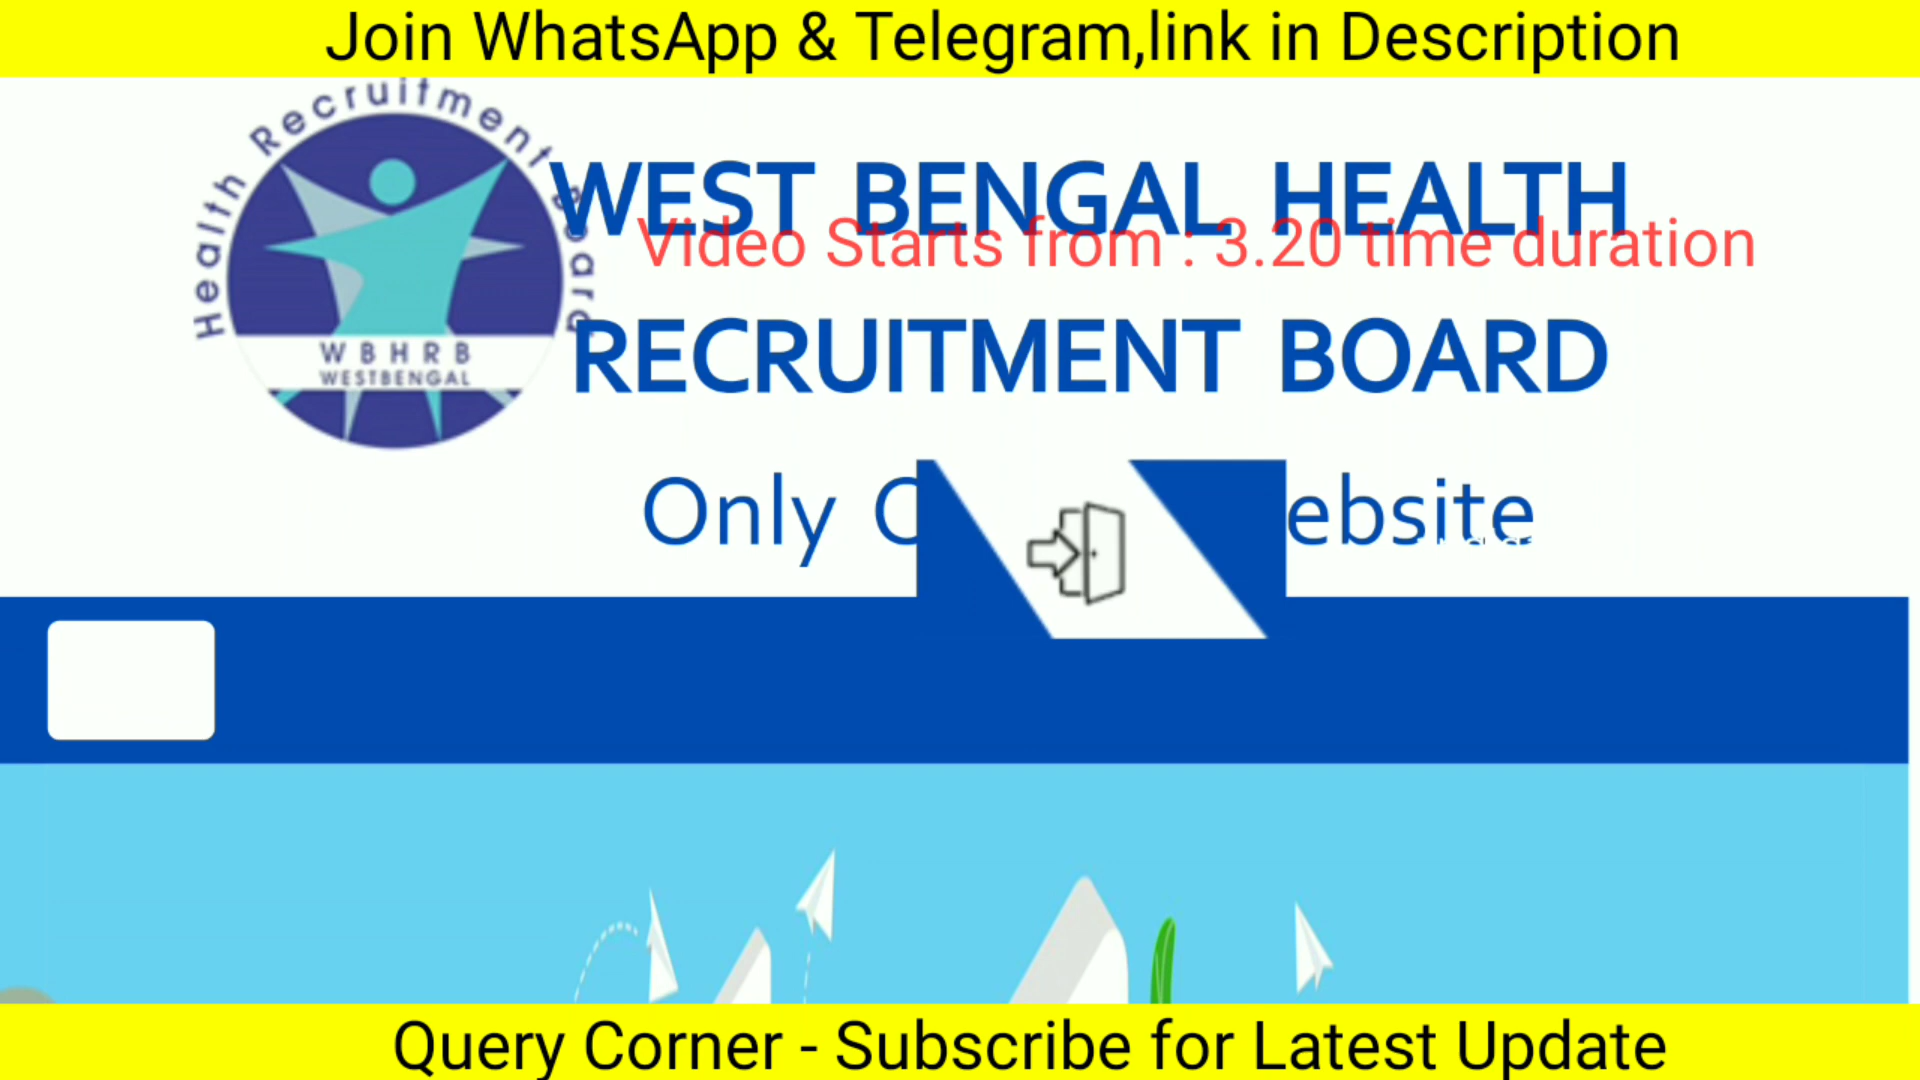 Join WhatsApp & Telegram,link in Description
Health Recruitment Board
WEST BENGAL HEALTH
Video Starts from : 3.20 time duration
RECRUITMENT BOARD
W B H R B
WESTBENGAL
Only
Query Corner - Subscribe for Latest Update